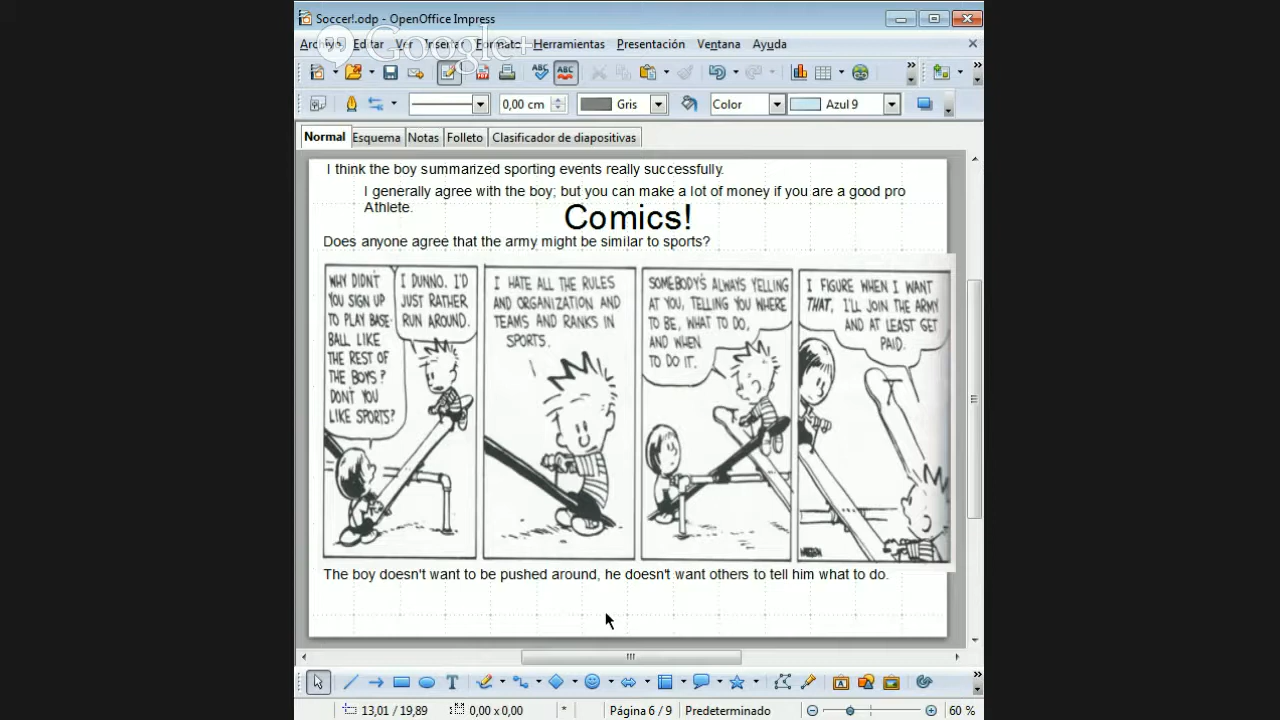 Soccer!.odp - OpenOffice Impress
Archivo Editar Ver Insertar Formato Herramientas Presentación Ventana Ayuda
Google+
0,00 cm Gris Color Azul 9
Normal Esquema Notas Folleto Clasificador de diapositivas
I think the boy summarized sporting events really successfully.
I generally agree with the boy; but you can make a lot of money if you are a good pro
Athlete.
Comics!
Does anyone agree that the army might be similar to sports?
WHY DIDN'T
YOU SIGN UP
TO PLAY BASE-
BALL LIKE
THE REST OF
THE BOYS?
DON'T YOU
LIKE SPORTS?
I DUNNO. I'D
JUST RATHER
RUN AROUND.
I HATE ALL THE RULES
AND ORGANIZATION AND
TEAMS AND RANKS IN
SPORTS.
SOMEBODY'S ALWAYS YELLING
AT YOU, TELLING YOU WHERE
TO BE, WHAT TO DO,
AND WHEN
TO DO IT.
I FIGURE WHEN I WANT
THAT, I'LL JOIN THE ARMY
AND AT LEAST GET
PAID.
The boy doesn't want to be pushed around, he doesn't want others to tell him what to do.
13,01 / 19,89 0,00 x 0,00 * Página 6 / 9 Predeterminado 60 %